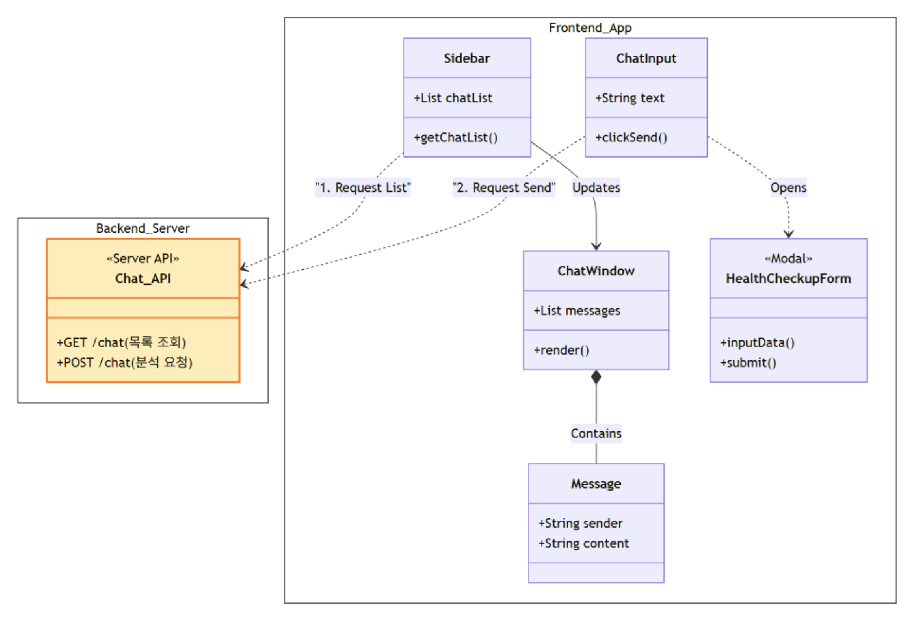 Frontend_App
Sidebar
+List chatList
+getChatList()
ChatInput
+String text
+clickSend()
"1. Request List"
"2. Request Send"
Updates
Opens
Backend_Server
«Server API»
Chat_API
+GET /chat(목록 조회)
+POST /chat(분석 요청)
ChatWindow
+List messages
+render()
«Modal»
HealthCheckupForm
+inputData()
+submit()
Contains
Message
+String sender
+String content